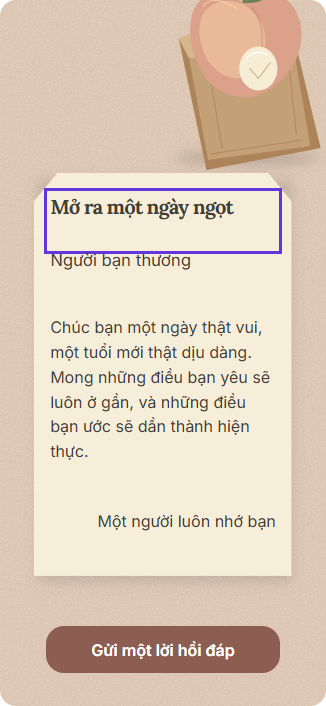 Mở ra một ngày ngọt
Người bạn thương
Chúc bạn một ngày thật vui,
một tuổi mới thật dịu dàng.
Mong những điều bạn yêu sẽ
luôn ở gần, và những điều
bạn ước sẽ dần thành hiện
thực.
Một người luôn nhớ bạn
Gửi một lời hồi đáp